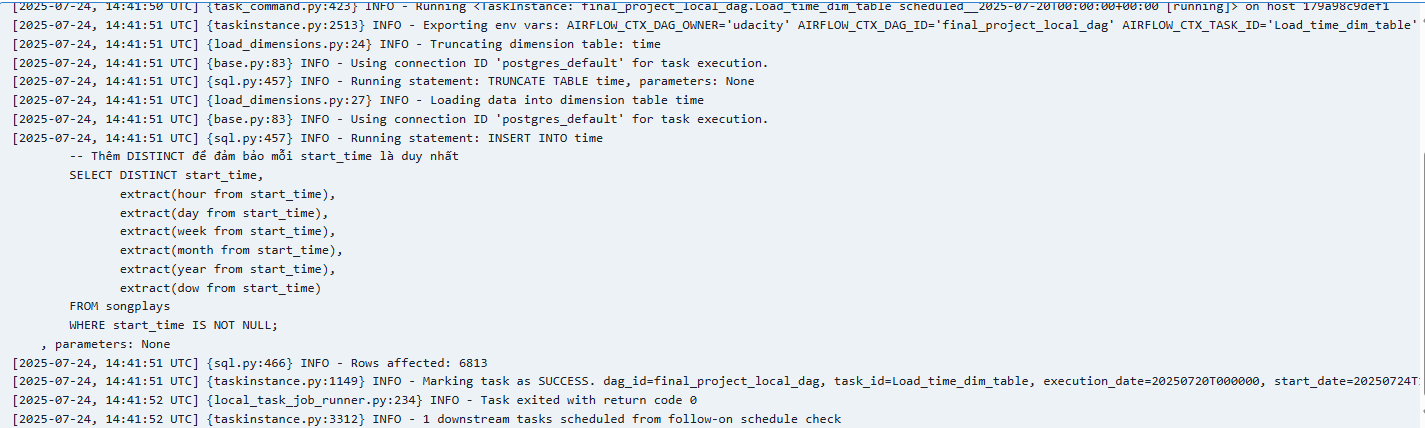 [2025-07-24, 14:41:50 UTC] {task_command.py:423} INFO - Running <TaskInstance: final_project_local_dag.Load_time_dim_table scheduled__2025-07-20T00:00:00+00:00 [running]> on host 179a98c9def1
[2025-07-24, 14:41:51 UTC] {taskinstance.py:2513} INFO - Exporting env vars: AIRFLOW_CTX_DAG_OWNER='udacity' AIRFLOW_CTX_DAG_ID='final_project_local_dag' AIRFLOW_CTX_TASK_ID='Load_time_dim_table'
[2025-07-24, 14:41:51 UTC] {load_dimensions.py:24} INFO - Truncating dimension table: time
[2025-07-24, 14:41:51 UTC] {base.py:83} INFO - Using connection ID 'postgres_default' for task execution.
[2025-07-24, 14:41:51 UTC] {sql.py:457} INFO - Running statement: TRUNCATE TABLE time, parameters: None
[2025-07-24, 14:41:51 UTC] {load_dimensions.py:27} INFO - Loading data into dimension table time
[2025-07-24, 14:41:51 UTC] {base.py:83} INFO - Using connection ID 'postgres_default' for task execution.
[2025-07-24, 14:41:51 UTC] {sql.py:457} INFO - Running statement: INSERT INTO time
-- Thêm DISTINCT để đảm bảo mỗi start_time là duy nhất
SELECT DISTINCT start_time,
extract(hour from start_time),
extract(day from start_time),
extract(week from start_time),
extract(month from start_time),
extract(year from start_time),
extract(dow from start_time)
FROM songplays
WHERE start_time IS NOT NULL;
, parameters: None
[2025-07-24, 14:41:51 UTC] {sql.py:466} INFO - Rows affected: 6813
[2025-07-24, 14:41:51 UTC] {taskinstance.py:1149} INFO - Marking task as SUCCESS. dag_id=final_project_local_dag, task_id=Load_time_dim_table, execution_date=20250720T000000, start_date=20250724T
[2025-07-24, 14:41:52 UTC] {local_task_job_runner.py:234} INFO - Task exited with return code 0
[2025-07-24, 14:41:52 UTC] {taskinstance.py:3312} INFO - 1 downstream tasks scheduled from follow-on schedule check